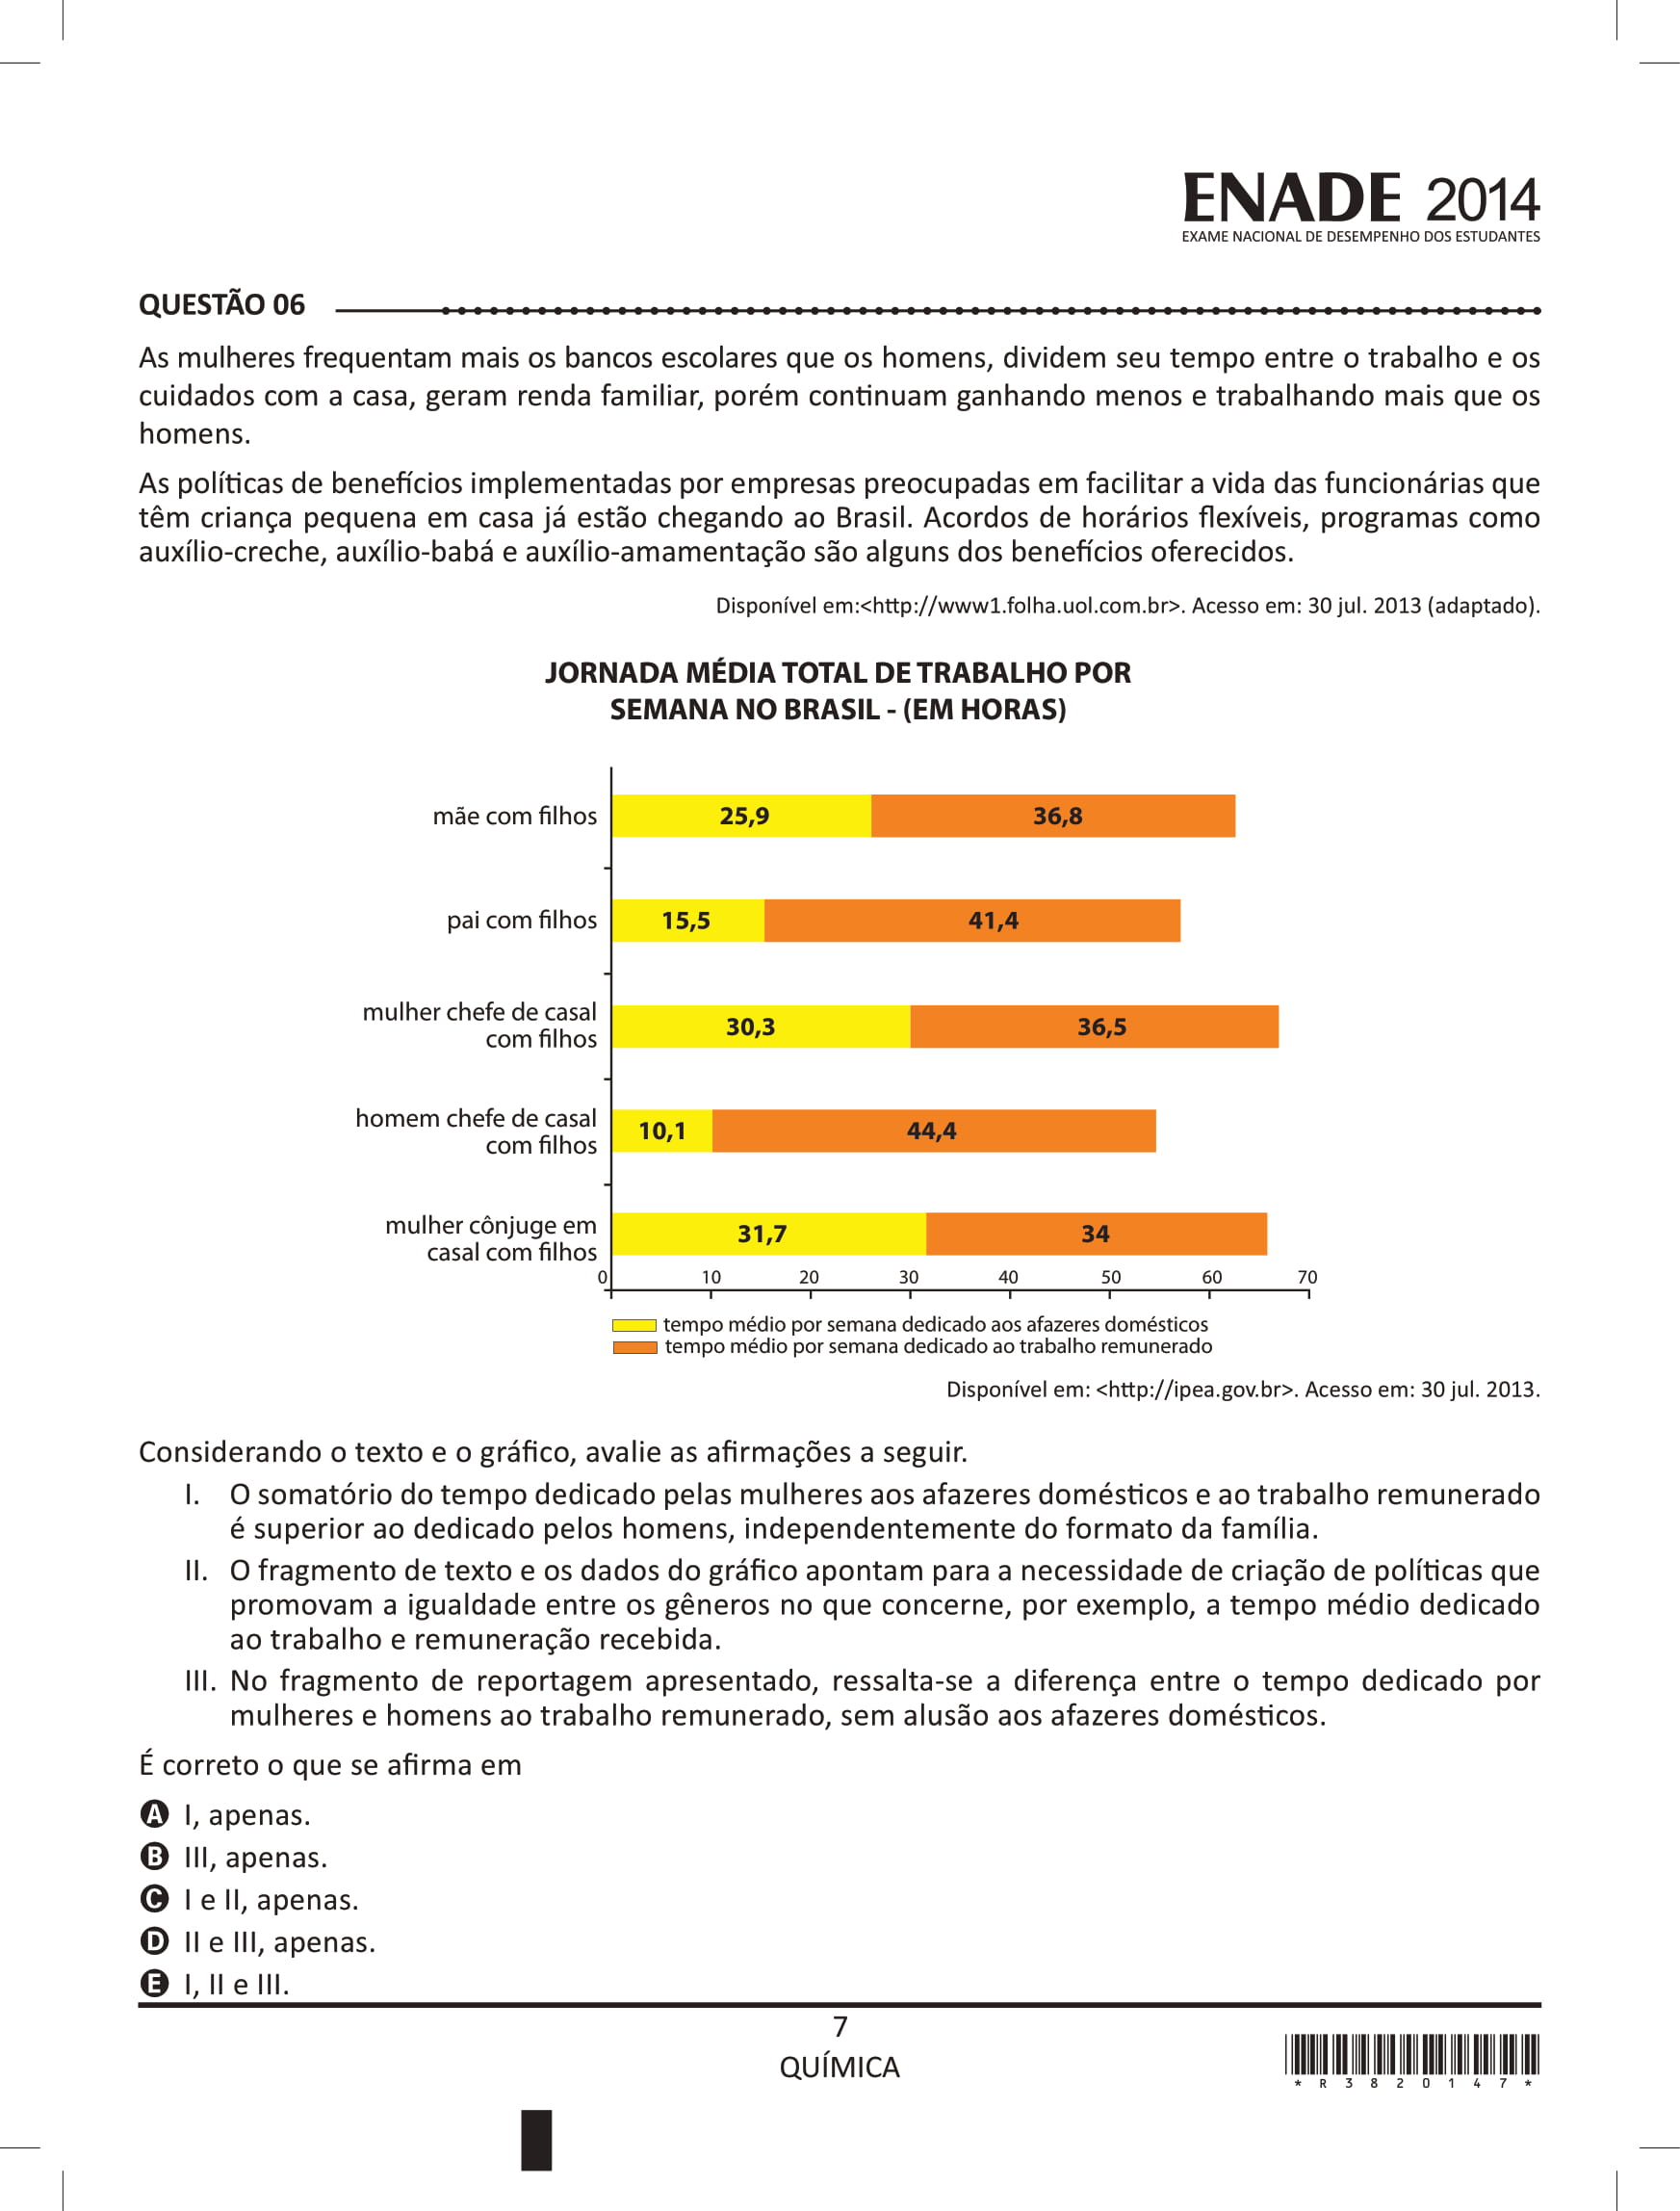 ENADE 2014
EXAME NACIONAL DE DESEMPENHO DOS ESTUDANTES
QUESTÃO 06
As mulheres frequentam mais os bancos escolares que os homens, dividem seu tempo entre o trabalho e os
cuidados com a casa, geram renda familiar, porém continuam ganhando menos e trabalhando mais que os
homens.
As políticas de benefícios implementadas por empresas preocupadas em facilitar a vida das funcionárias que
têm criança pequena em casa já estão chegando ao Brasil. Acordos de horários flexíveis, programas como
auxílio-creche, auxílio-babá e auxílio-amamentação são alguns dos benefícios oferecidos.
Disponível em:<http://www1.folha.uol.com.br>. Acesso em: 30 jul. 2013 (adaptado).
JORNADA MÉDIA TOTAL DE TRABALHO POR
SEMANA NO BRASIL - (EM HORAS)
mãe com filhos 25,9 36,8
pai com filhos 15,5 41,4
mulher chefe de casal
com filhos 30,3 36,5
homem chefe de casal
com filhos 10,1 44,4
mulher cônjuge em
casal com filhos 31,7 34
0 10 20 30 40 50 60 70
tempo médio por semana dedicado aos afazeres domésticos
tempo médio por semana dedicado ao trabalho remunerado
Disponível em: <http://ipea.gov.br>. Acesso em: 30 jul. 2013.
Considerando o texto e o gráfico, avalie as afirmações a seguir.
I. O somatório do tempo dedicado pelas mulheres aos afazeres domésticos e ao trabalho remunerado
é superior ao dedicado pelos homens, independentemente do formato da família.
II. O fragmento de texto e os dados do gráfico apontam para a necessidade de criação de políticas que
promovam a igualdade entre os gêneros no que concerne, por exemplo, a tempo médio dedicado
ao trabalho e remuneração recebida.
III. No fragmento de reportagem apresentado, ressalta-se a diferença entre o tempo dedicado por
mulheres e homens ao trabalho remunerado, sem alusão aos afazeres domésticos.
É correto o que se afirma em
A I, apenas.
B III, apenas.
C I e II, apenas.
D II e III, apenas.
E I, II e III.
7
QUÍMICA
* R 3 8 2 0 1 4 7 *